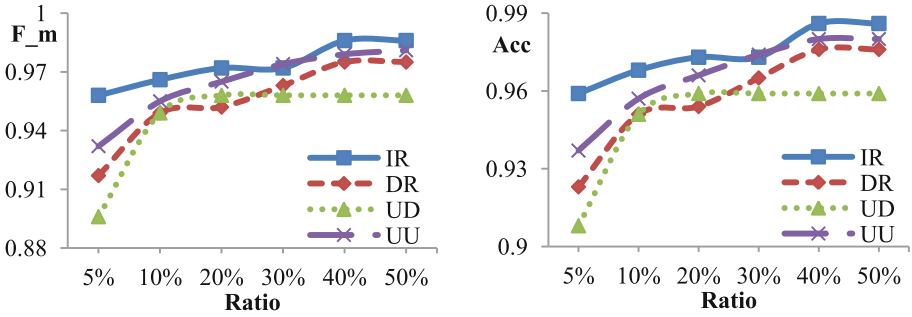 1
F_m
0.97
0.94
0.91
0.88
IR
DR
UD
UU
5% 10% 20% 30% 40% 50%
Ratio
0.99
Acc
0.96
0.93
0.9
IR
DR
UD
UU
5% 10% 20% 30% 40% 50%
Ratio